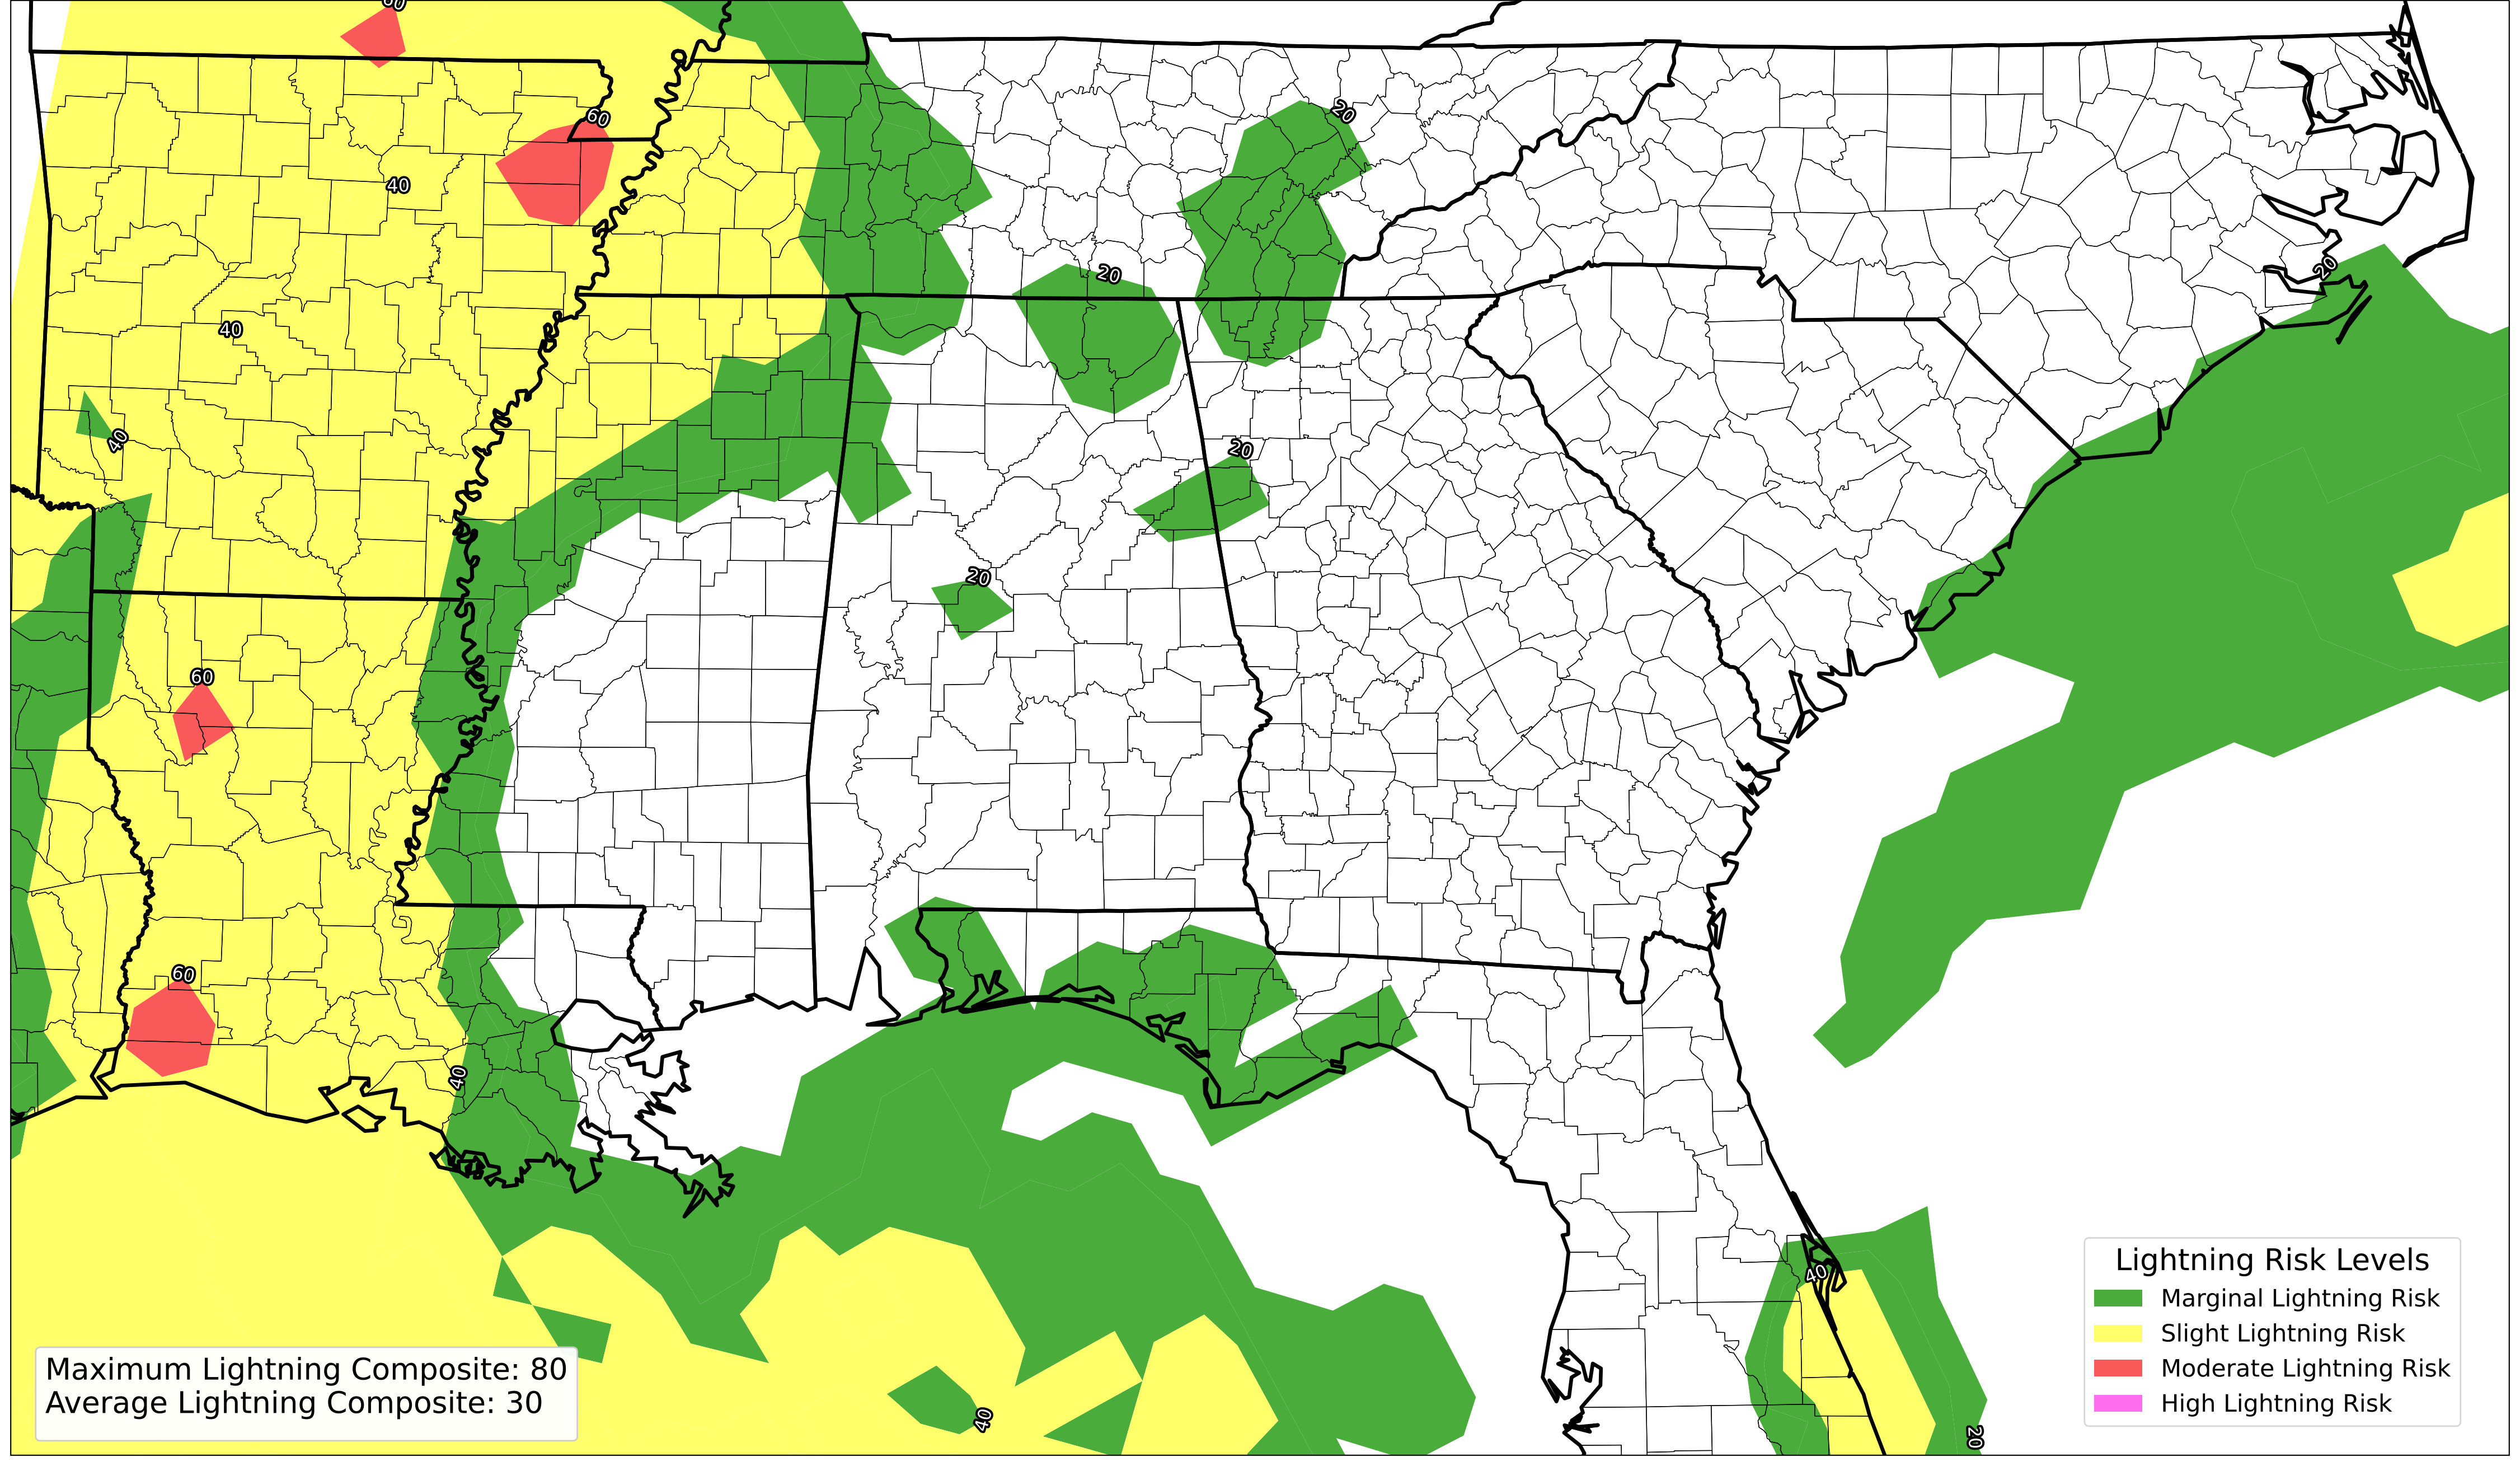 60
60
20
40
20
20
40
40
20
20
60
60
40
40
40
20
Maximum Lightning Composite: 80
Average Lightning Composite: 30
Lightning Risk Levels
Marginal Lightning Risk
Slight Lightning Risk
Moderate Lightning Risk
High Lightning Risk